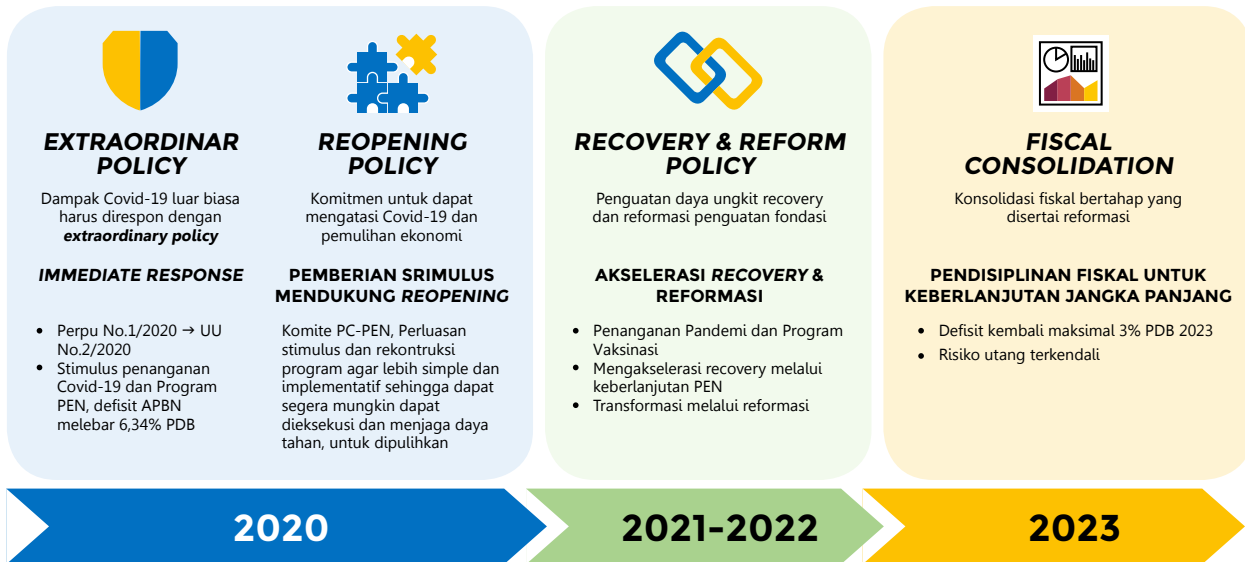 EXTRAORDINAR
POLICY
Dampak Covid-19 luar biasa
harus direspon dengan
extraordinary policy
IMMEDIATE RESPONSE
• Perpu No.1/2020 → UU
No.2/2020
• Stimulus penanganan
Covid-19 dan Program
PEN, defisit APBN
melebar 6,34% PDB
REOPENING
POLICY
Komitmen untuk dapat
mengatasi Covid-19 dan
pemulihan ekonomi
PEMBERIAN SRIMULUS
MENDUKUNG REOPENING
Komite PC-PEN, Perluasan
stimulus dan rekontruksi
program agar lebih simple dan
implementatif sehingga dapat
segera mungkin dapat
dieksekusi dan menjaga daya
tahan, untuk dipulihkan
RECOVERY & REFORM
POLICY
Penguatan daya ungkit recovery
dan reformasi penguatan fondasi
AKSELERASI RECOVERY &
REFORMASI
• Penanganan Pandemi dan Program
Vaksinasi
• Mengakselerasi recovery melalui
keberlanjutan PEN
• Transformasi melalui reformasi
FISCAL
CONSOLIDATION
Konsolidasi fiskal bertahap yang
disertai reformasi
PENDISIPLINAN FISKAL UNTUK
KEBERLANJUTAN JANGKA PANJANG
• Defisit kembali maksimal 3% PDB 2023
• Risiko utang terkendali
2020
2021-2022
2023